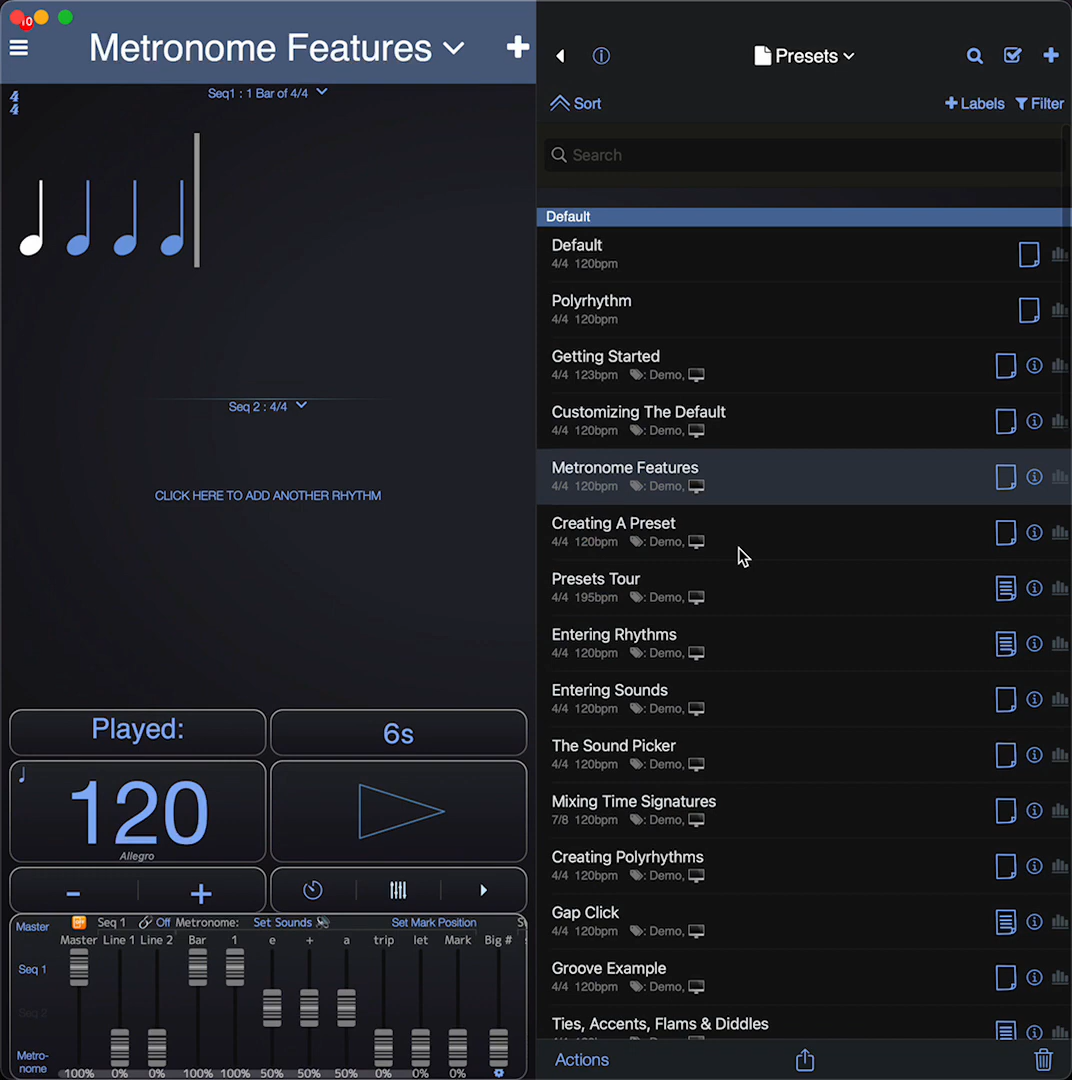 10
Metronome Features
4
4
Seq1 : 1 Bar of 4/4
Seq 2 : 4/4
CLICK HERE TO ADD ANOTHER RHYTHM
Played:
6s
120
Allegro
−
+
Master
Seq 1
Off
Metronome:
Set Sounds
Set Mark Position
Master Line 1 Line 2 Bar 1 e + a trip let Mark Big #
Seq 1
Seq 2
Metro-
nome
100% 0% 0% 100% 100% 50% 50% 50% 0% 0% 0%
Presets
Sort
Labels
Filter
Search
Default
Default
4/4 120bpm
Polyrhythm
4/4 120bpm
Getting Started
4/4 123bpm : Demo,
Customizing The Default
4/4 120bpm : Demo,
Metronome Features
4/4 120bpm : Demo,
Creating A Preset
4/4 120bpm : Demo,
Presets Tour
4/4 195bpm : Demo,
Entering Rhythms
4/4 120bpm : Demo,
Entering Sounds
4/4 120bpm : Demo,
The Sound Picker
4/4 120bpm : Demo,
Mixing Time Signatures
7/8 120bpm : Demo,
Creating Polyrhythms
4/4 120bpm : Demo,
Gap Click
4/4 120bpm : Demo,
Groove Example
4/4 120bpm : Demo,
Ties, Accents, Flams & Diddles
Actions